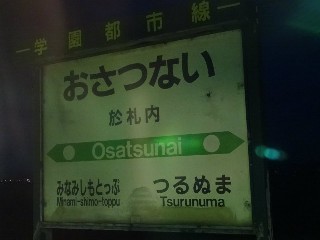 学園都市線
おさつない
於札内
Osatsunai
みなみしもとっぷ つるぬま
Minami-shimo-toppu Tsurunuma